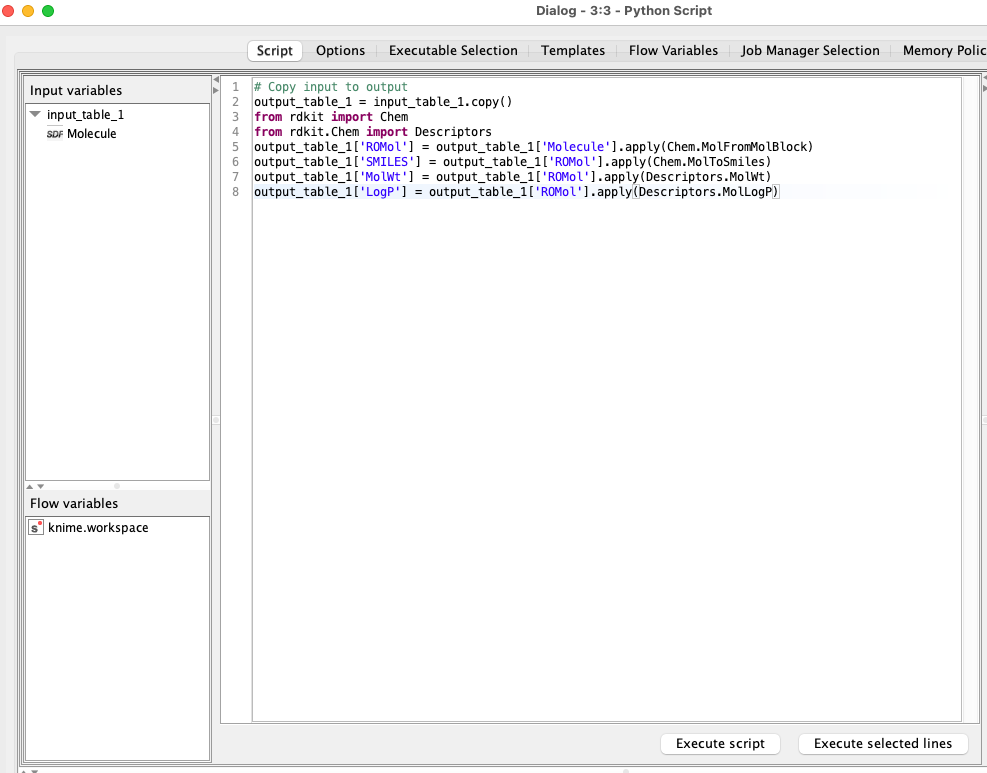 Dialog - 3:3 - Python Script
Script Options Executable Selection Templates Flow Variables Job Manager Selection Memory Polic
Input variables
input_table_1
SDF Molecule
1 # Copy input to output
2 output_table_1 = input_table_1.copy()
3 from rdkit import Chem
4 from rdkit.Chem import Descriptors
5 output_table_1['ROMol'] = output_table_1['Molecule'].apply(Chem.MolFromMolBlock)
6 output_table_1['SMILES'] = output_table_1['ROMol'].apply(Chem.MolToSmiles)
7 output_table_1['MolWt'] = output_table_1['ROMol'].apply(Descriptors.MolWt)
8 output_table_1['LogP'] = output_table_1['ROMol'].apply(Descriptors.MolLogP)
Flow variables
s knime.workspace
Execute script Execute selected lines